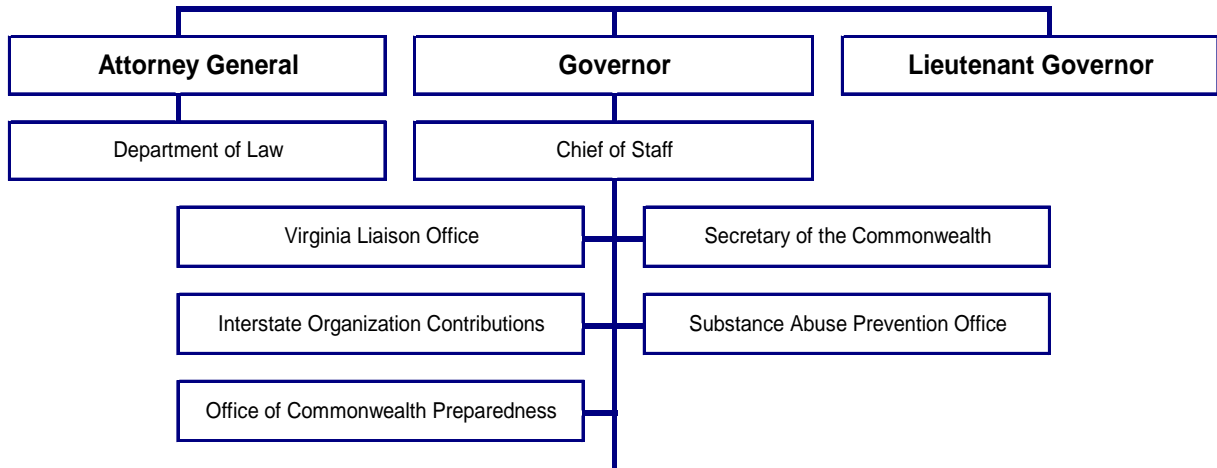 Attorney General
Governor
Lieutenant Governor
Department of Law
Chief of Staff
Virginia Liaison Office
Secretary of the Commonwealth
Interstate Organization Contributions
Substance Abuse Prevention Office
Office of Commonwealth Preparedness